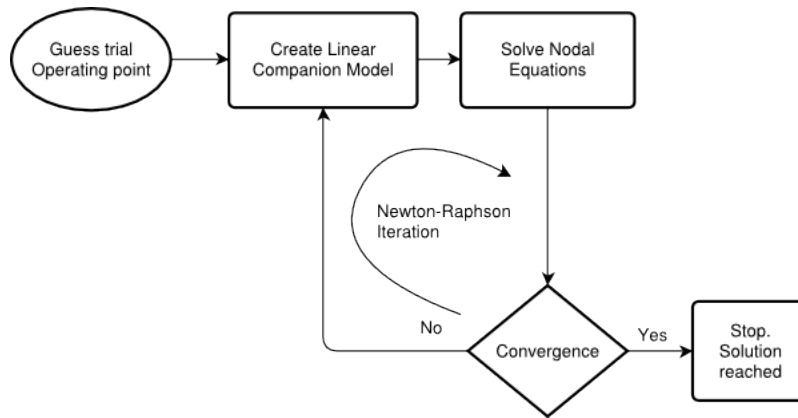 Guess trial
Operating point
Create Linear
Companion Model
Solve Nodal
Equations
Newton-Raphson
Iteration
No
Convergence
Yes
Stop.
Solution
reached